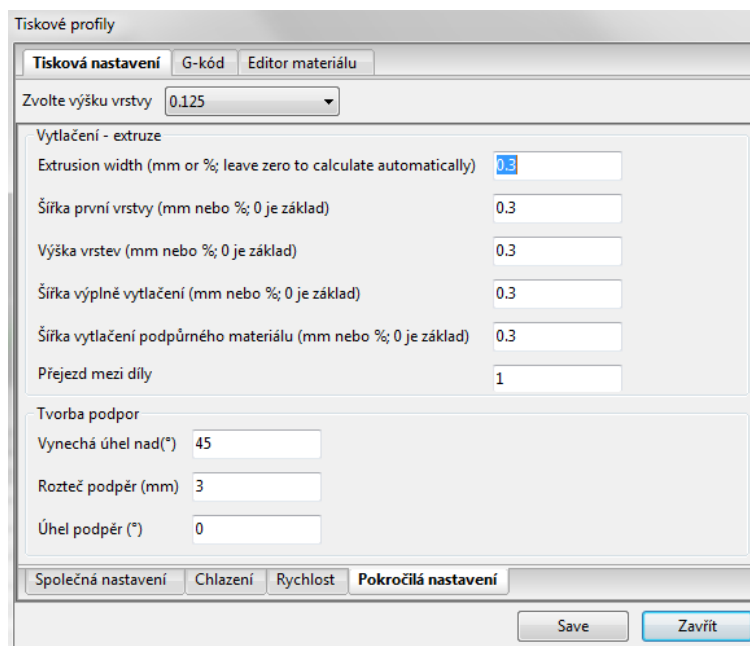 Tiskové profily
Tisková nastavení G-kód Editor materiálu
Zvolte výšku vrstvy 0.125
Vytlačení - extruze
Extrusion width (mm or %; leave zero to calculate automatically) 0.3
Šířka první vrstvy (mm nebo %; 0 je základ) 0.3
Výška vrstev (mm nebo %; 0 je základ) 0.3
Šířka výplně vytlačení (mm nebo %; 0 je základ) 0.3
Šířka vytlačení podpůrného materiálu (mm nebo %; 0 je základ) 0.3
Přejezd mezi díly 1
Tvorba podpor
Vynechá úhel nad(°) 45
Rozteč podpěr (mm) 3
Úhel podpěr (°) 0
Společná nastavení Chlazení Rychlost Pokročilá nastavení
Save Zavřít